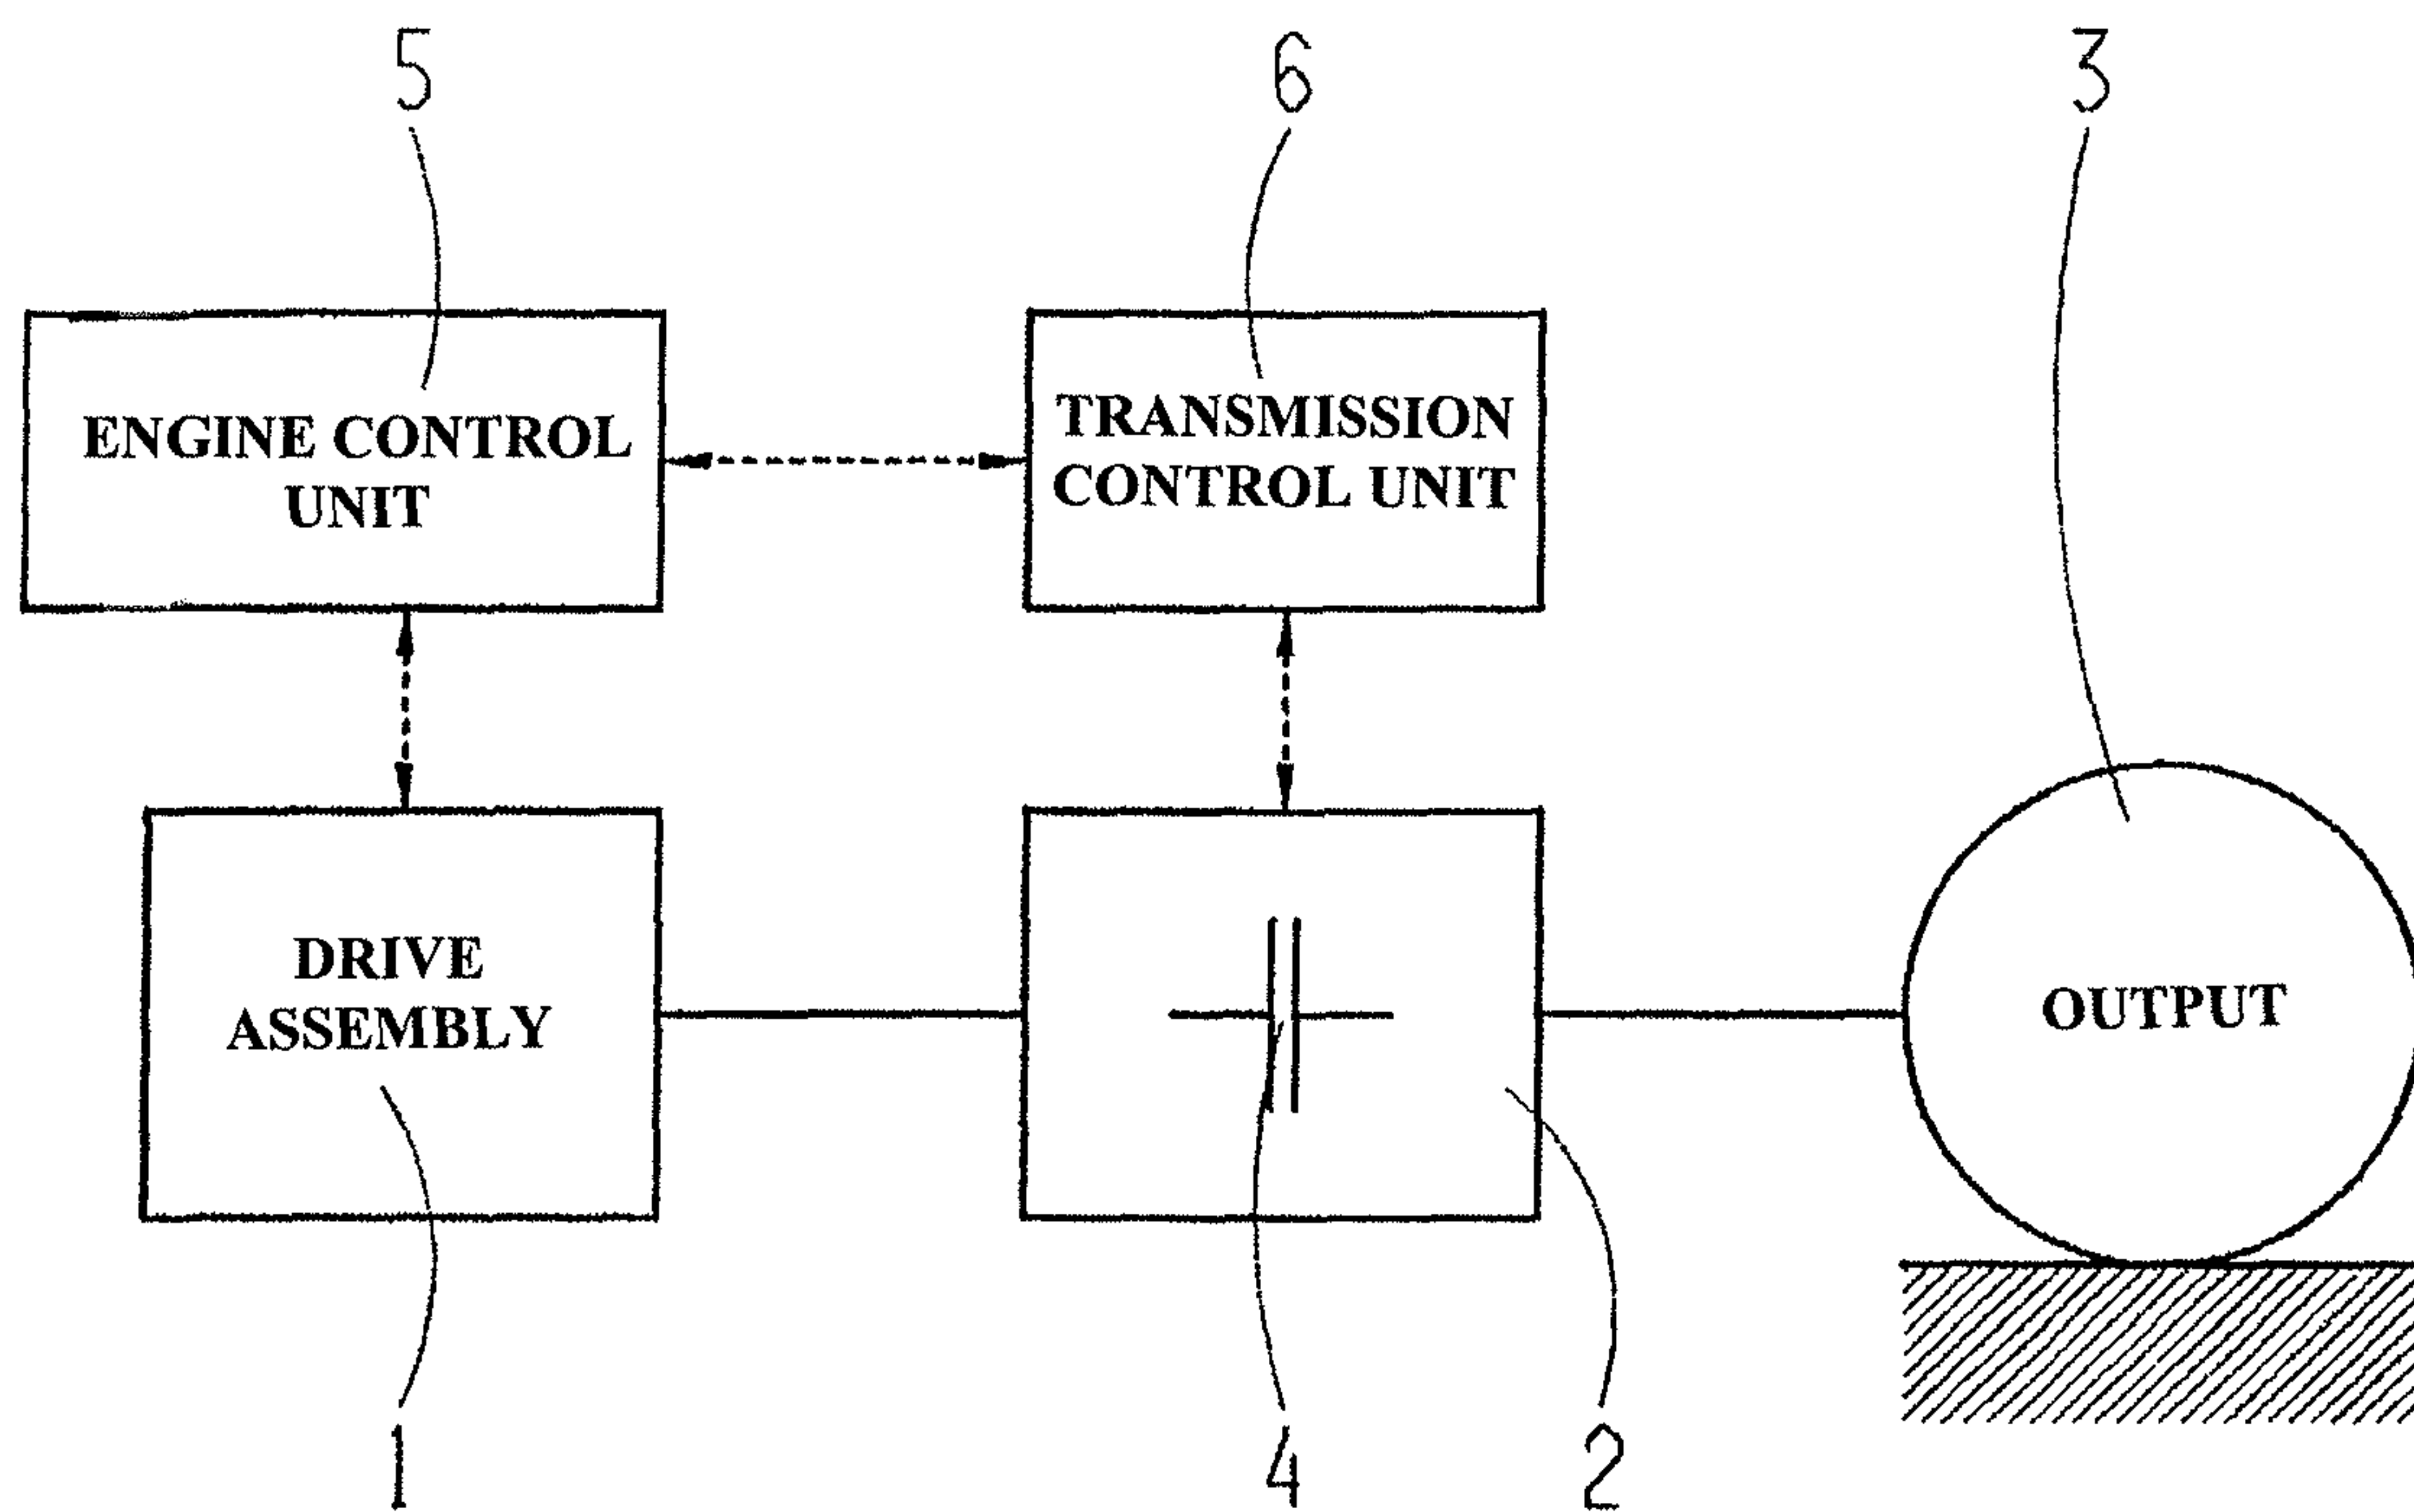 5
6
3
ENGINE CONTROL
UNIT
TRANSMISSION
CONTROL UNIT
DRIVE
ASSEMBLY
OUTPUT
1
4
2